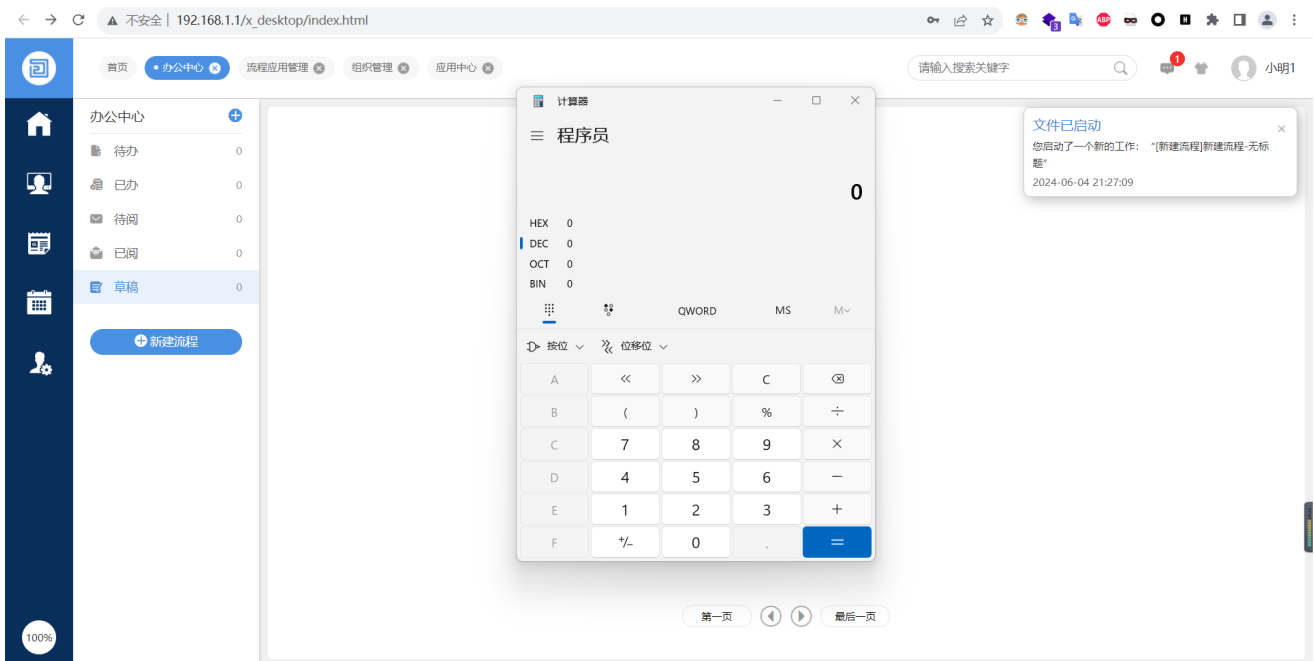 不安全 | 192.168.1.1/x_desktop/index.html
3
ABP
首页
办公中心
流程应用管理
组织管理
应用中心
请输入搜索关键字
1
小明1
办公中心
待办 0
已办 0
待阅 0
已阅 0
草稿 0
新建流程
100%
计算器
程序员
0
HEX 0
DEC 0
OCT 0
BIN 0
QWORD MS M
按位 位移位
A << >> C
B ( ) % ÷
C 7 8 9 ×
D 4 5 6 −
E 1 2 3 +
F +/− 0 . =
文件已启动
您启动了一个新的工作： “[新建流程]新建流程-无标
题”
2024-06-04 21:27:09
第一页 最后一页